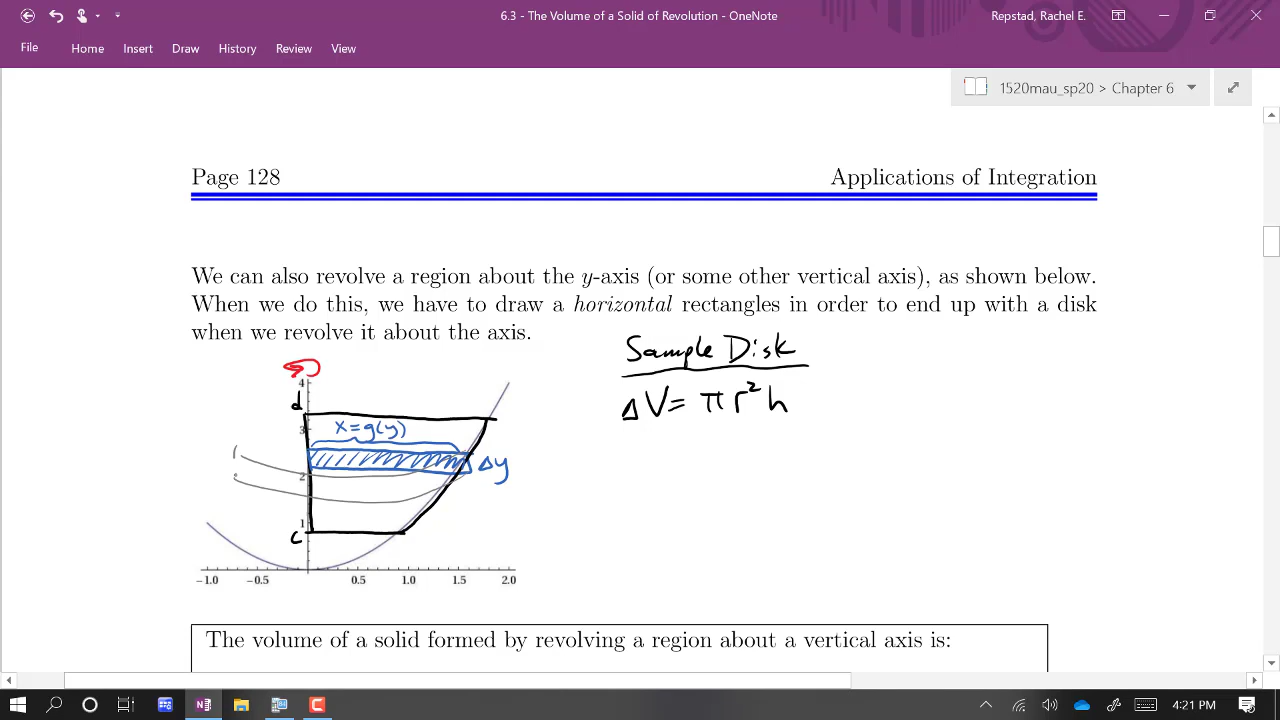 6.3 - The Volume of a Solid of Revolution - OneNote
Repstad, Rachel E.
File Home Insert Draw History Review View
1520mau_sp20 > Chapter 6
Page 128
Applications of Integration
We can also revolve a region about the y-axis (or some other vertical axis), as shown below.
When we do this, we have to draw a horizontal rectangles in order to end up with a disk
when we revolve it about the axis.
Sample Disk
ΔV= πr²h
4
d
3
x=g(y)
Δy
2
1
c
-1.0 -0.5 0.5 1.0 1.5 2.0
The volume of a solid formed by revolving a region about a vertical axis is:
4:21 PM